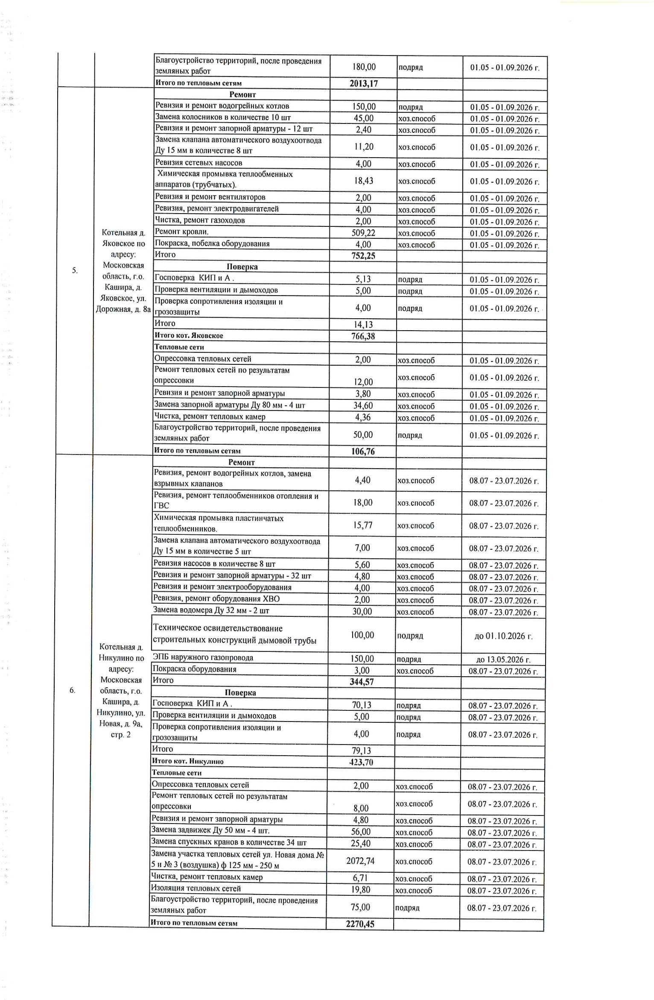 Благоустройство территорий, после проведения
земляных работ
180,00 подряд 01.05 - 01.09.2026 г.
Итого по тепловым сетям 2013,17
5.
Котельная д.
Яковское по
адресу:
Московская
область, г.о.
Кашира, д.
Яковское, ул.
Дорожная, д. 8а
Ремонт
Ревизия и ремонт водогрейных котлов 150,00 подряд 01.05 - 01.09.2026 г.
Замена колосников в количестве 10 шт 45,00 хоз.способ 01.05 - 01.09.2026 г.
Ревизия и ремонт запорной арматуры - 12 шт 2,40 хоз.способ 01.05 - 01.09.2026 г.
Замена клапана автоматического воздухоотвода
Ду 15 мм в количестве 8 шт
11,20 хоз.способ 01.05 - 01.09.2026 г.
Ревизия сетевых насосов 4,00 хоз.способ 01.05 - 01.09.2026 г.
Химическая промывка теплообменных
аппаратов (трубчатых).
18,43 хоз.способ 01.05 - 01.09.2026 г.
Ревизия и ремонт вентиляторов 2,00 хоз.способ 01.05 - 01.09.2026 г.
Ревизия, ремонт электродвигателей 4,00 хоз.способ 01.05 - 01.09.2026 г.
Чистка, ремонт газоходов 2,00 хоз.способ 01.05 - 01.09.2026 г.
Ремонт кровли. 509,22 хоз.способ 01.05 - 01.09.2026 г.
Покраска, побелка оборудования 4,00 хоз.способ 01.05 - 01.09.2026 г.
Итого 752,25
Поверка
Госповерка КИП и А . 5,13 подряд 01.05 - 01.09.2026 г.
Проверка вентиляции и дымоходов 5,00 подряд 01.05 - 01.09.2026 г.
Проверка сопротивления изоляции и
грозозащиты
4,00 подряд 01.05 - 01.09.2026 г.
Итого 14,13
Итого кот. Яковское 766,38
Тепловые сети
Опрессовка тепловых сетей 2,00 хоз.способ 01.05 - 01.09.2026 г.
Ремонт тепловых сетей по результатам
опрессовки
12,00 хоз.способ 01.05 - 01.09.2026 г.
Ревизия и ремонт запорной арматуры 3,80 хоз.способ 01.05 - 01.09.2026 г.
Замена запорной арматуры Ду 80 мм - 4 шт 34,60 хоз.способ 01.05 - 01.09.2026 г.
Чистка, ремонт тепловых камер 4,36 хоз.способ 01.05 - 01.09.2026 г.
Благоустройство территорий, после проведения
земляных работ
50,00 подряд 01.05 - 01.09.2026 г.
Итого по тепловым сетям 106,76
6.
Котельная д.
Никулино по
адресу:
Московская
область, г.о.
Кашира, д.
Никулино, ул.
Новая, д. 9а,
стр. 2
Ремонт
Ревизия, ремонт водогрейных котлов, замена
взрывных клапанов
4,40 хоз.способ 08.07 - 23.07.2026 г.
Ревизия, ремонт теплообменников отопления и
ГВС
18,00 хоз.способ 08.07 - 23.07.2026 г.
Химическая промывка пластинчатых
теплообменников.
15,77 хоз.способ 08.07 - 23.07.2026 г.
Замена клапана автоматического воздухоотвода
Ду 15 мм в количестве 5 шт
7,00 хоз.способ 08.07 - 23.07.2026 г.
Ревизия насосов в количестве 8 шт 5,60 хоз.способ 08.07 - 23.07.2026 г.
Ревизия и ремонт запорной арматуры - 32 шт 4,80 хоз.способ 08.07 - 23.07.2026 г.
Ревизия и ремонт электрооборудования 4,00 хоз.способ 08.07 - 23.07.2026 г.
Ревизия, ремонт оборудования ХВО 2,00 хоз.способ 08.07 - 23.07.2026 г.
Замена водомера Ду 32 мм - 2 шт 30,00 хоз.способ 08.07 - 23.07.2026 г.
Техническое освидетельствование
строительных конструкций дымовой трубы
100,00 подряд до 01.10.2026 г.
ЭПБ наружного газопровода 150,00 подряд до 13.05.2026 г.
Покраска оборудования 3,00 хоз.способ 08.07 - 23.07.2026 г.
Итого 344,57
Поверка
Госповерка КИП и А . 70,13 подряд 08.07 - 23.07.2026 г.
Проверка вентиляции и дымоходов 5,00 подряд 08.07 - 23.07.2026 г.
Проверка сопротивления изоляции и
грозозащиты
4,00 подряд 08.07 - 23.07.2026 г.
Итого 79,13
Итого кот. Никулино 423,70
Тепловые сети
Опрессовка тепловых сетей 2,00 хоз.способ 08.07 - 23.07.2026 г.
Ремонт тепловых сетей по результатам
опрессовки
8,00 хоз.способ 08.07 - 23.07.2026 г.
Ревизия и ремонт запорной арматуры 4,80 хоз.способ 08.07 - 23.07.2026 г.
Замена задвижек Ду 50 мм - 4 шт. 56,00 хоз.способ 08.07 - 23.07.2026 г.
Замена спускных кранов в количестве 34 шт 25,40 хоз.способ 08.07 - 23.07.2026 г.
Замена участка тепловых сетей ул. Новая дома №
5 и № 3 (воздушка) ф 125 мм - 250 м
2072,74 хоз.способ 08.07 - 23.07.2026 г.
Чистка, ремонт тепловых камер 6,71 хоз.способ 08.07 - 23.07.2026 г.
Изоляция тепловых сетей 19,80 хоз.способ 08.07 - 23.07.2026 г.
Благоустройство территорий, после проведения
земляных работ
75,00 подряд 08.07 - 23.07.2026 г.
Итого по тепловым сетям 2270,45